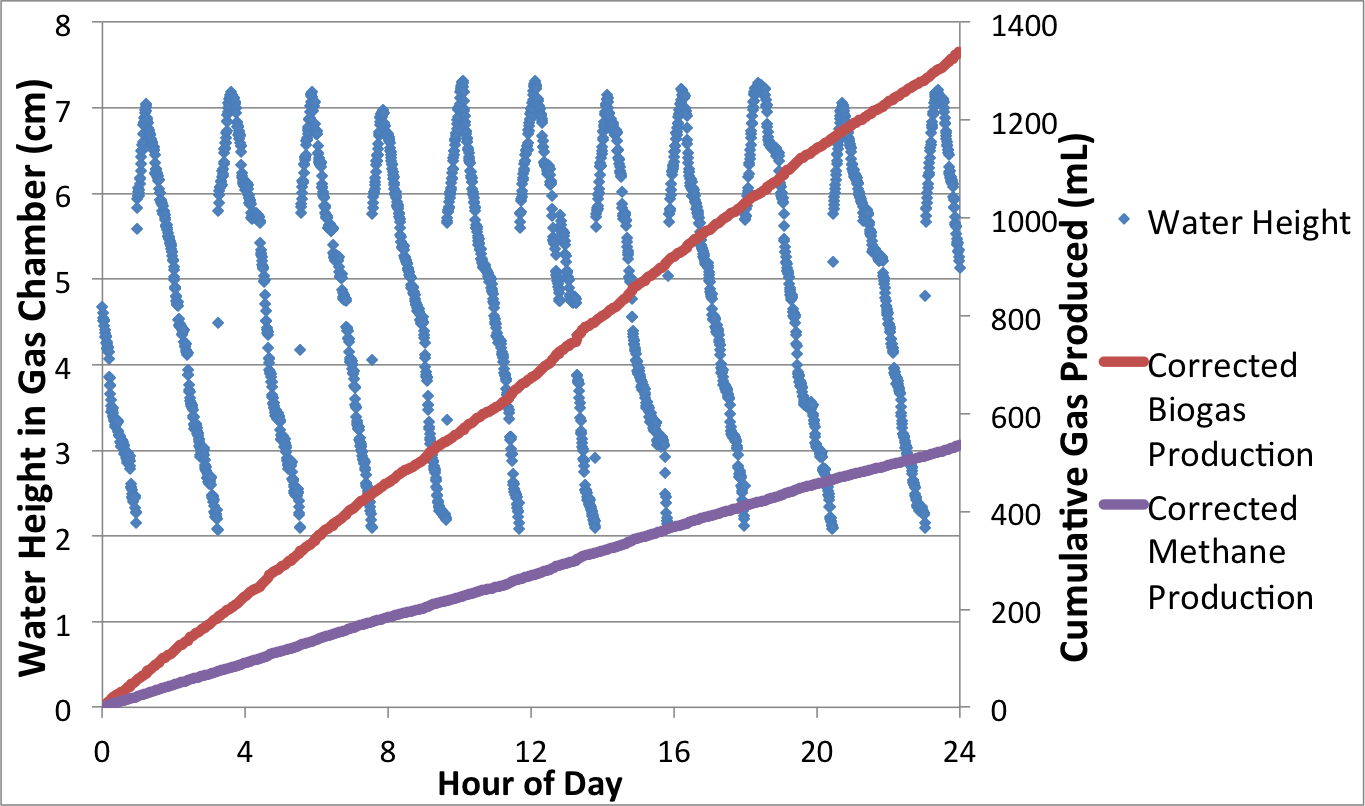 Water Height in Gas Chamber (cm)
8
7
6
5
4
3
2
1
0
0 4 8 12 16 20 24
Hour of Day
1400
1200
1000
800
600
400
200
0
Cumulative Gas Produced (mL)
Water Height
Corrected
Biogas
Production
Corrected
Methane
Production